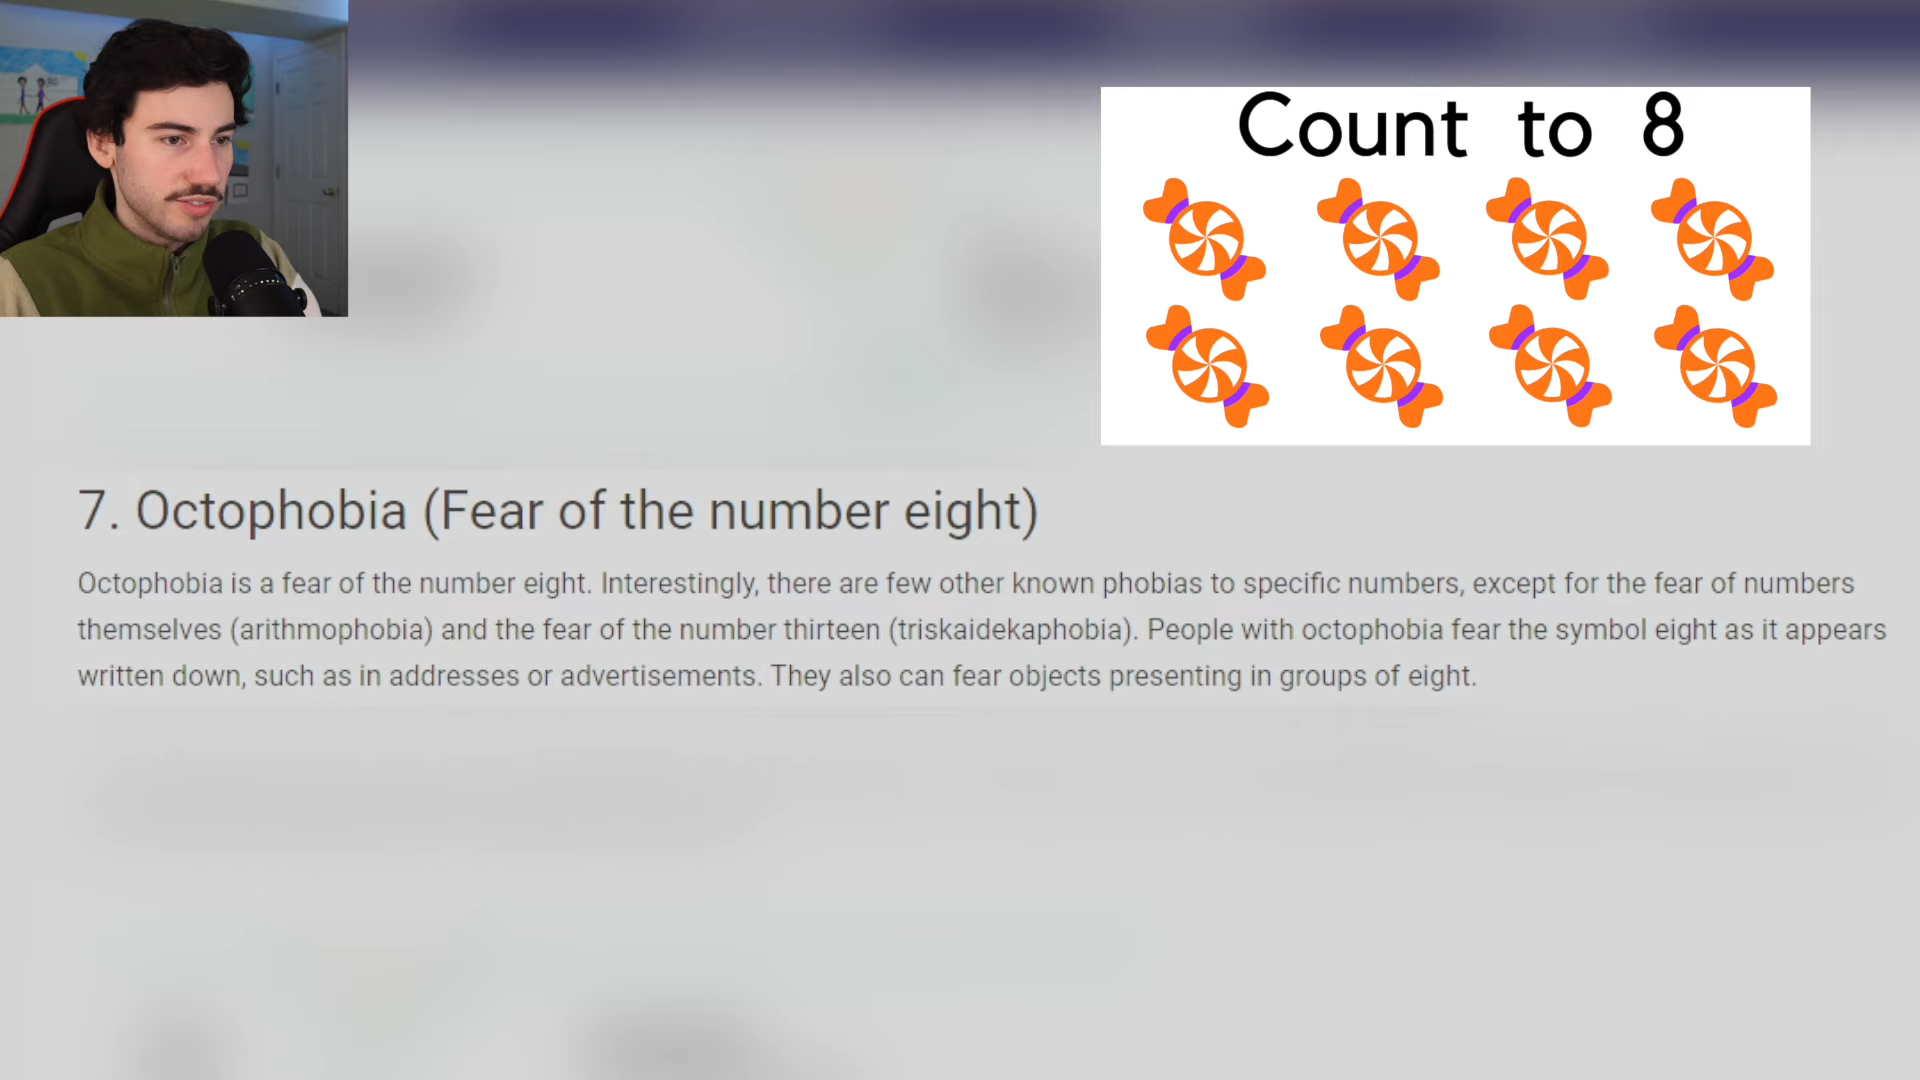 Count to 8
7. Octophobia (Fear of the number eight)
Octophobia is a fear of the number eight. Interestingly, there are few other known phobias to specific numbers, except for the fear of numbers
themselves (arithmophobia) and the fear of the number thirteen (triskaidekaphobia). People with octophobia fear the symbol eight as it appears
written down, such as in addresses or advertisements. They also can fear objects presenting in groups of eight.